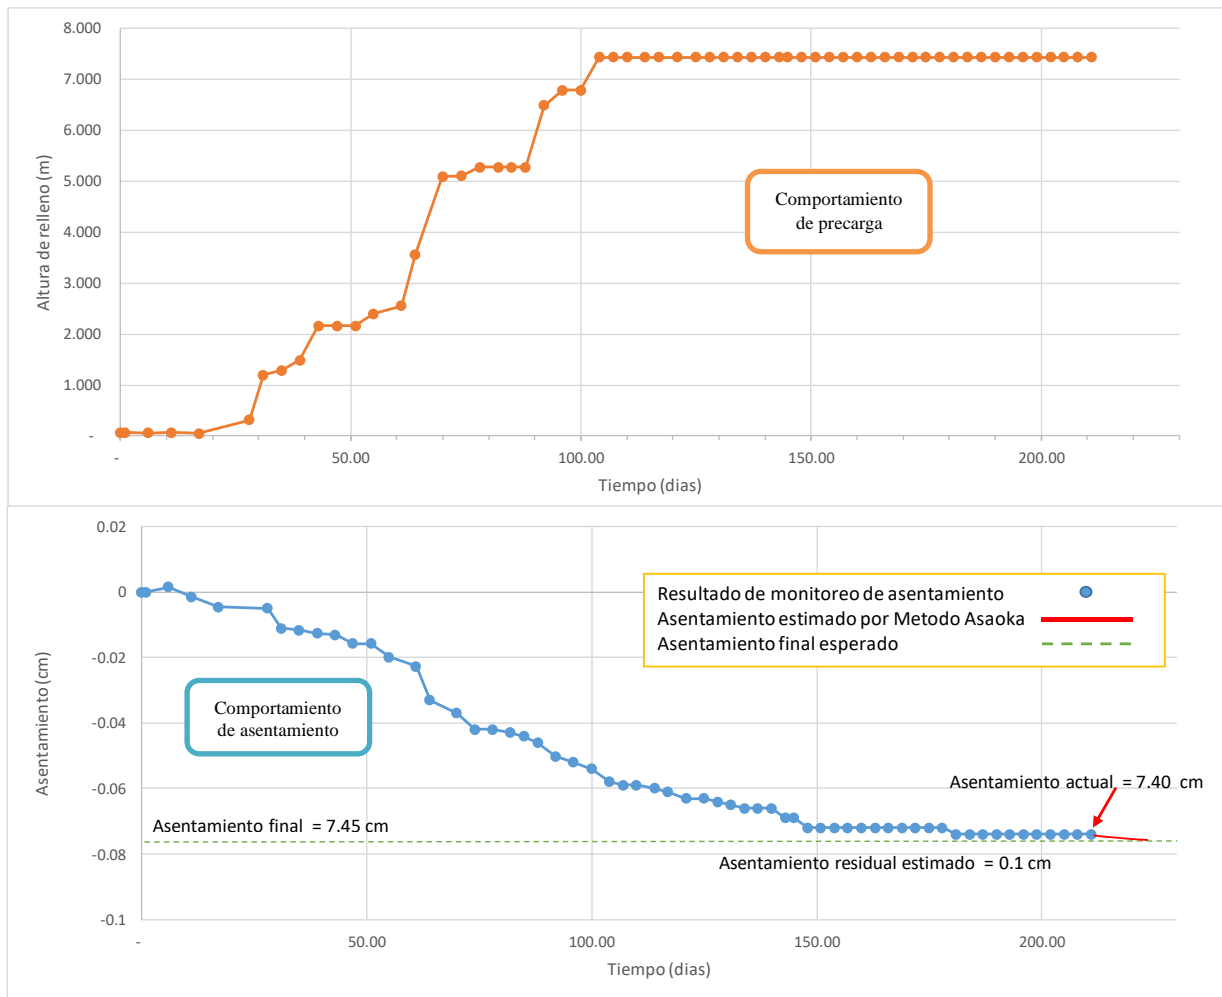 8.000
7.000
6.000
5.000
4.000
3.000
2.000
1.000
-
Altura de relleno (m)
Comportamiento
de precarga
- 50.00 100.00 150.00 200.00
Tiempo (dias)
0.02
0
-0.02
-0.04
-0.06
-0.08
-0.1
Asentamiento (cm)
Resultado de monitoreo de asentamiento
Asentamiento estimado por Metodo Asaoka
Asentamiento final esperado
Comportamiento
de asentamiento
Asentamiento actual = 7.40 cm
Asentamiento final = 7.45 cm
Asentamiento residual estimado = 0.1 cm
- 50.00 100.00 150.00 200.00
Tiempo (dias)